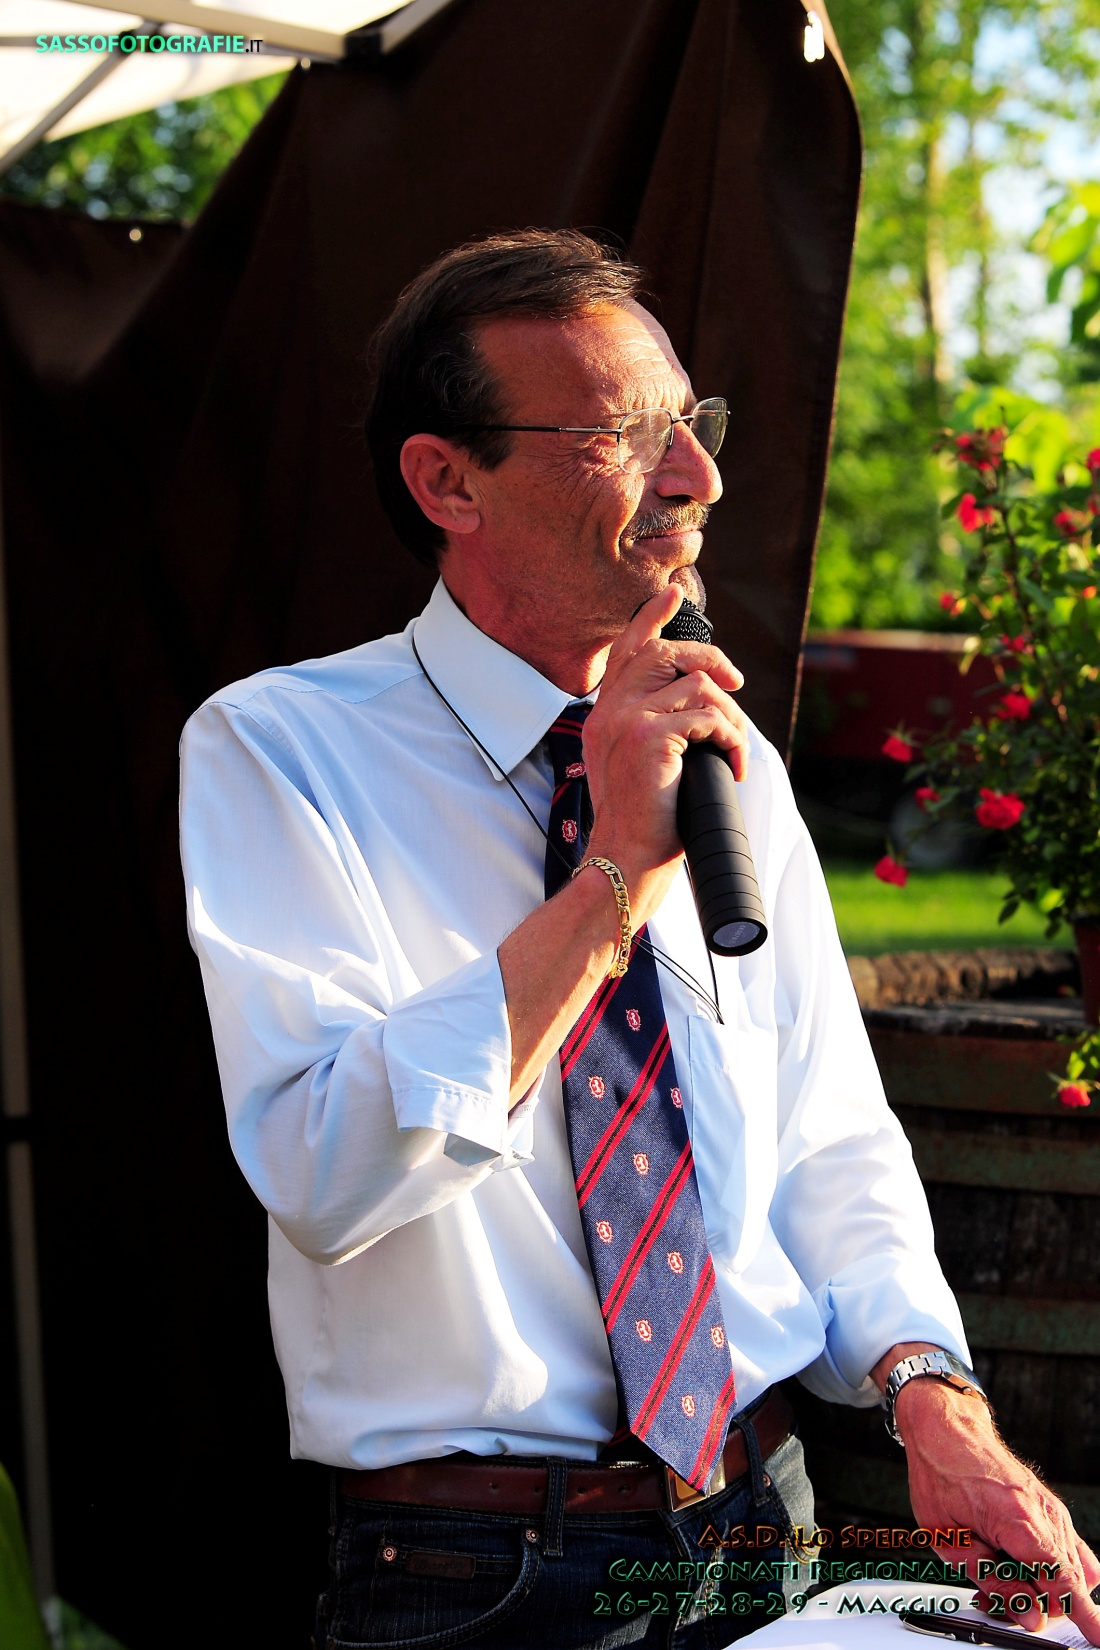 SASSOFOTOGRAFIE.IT
A.S.D. Lo Sperone
Campionati Regionali Pony
26-27-28-29 - Maggio - 2011